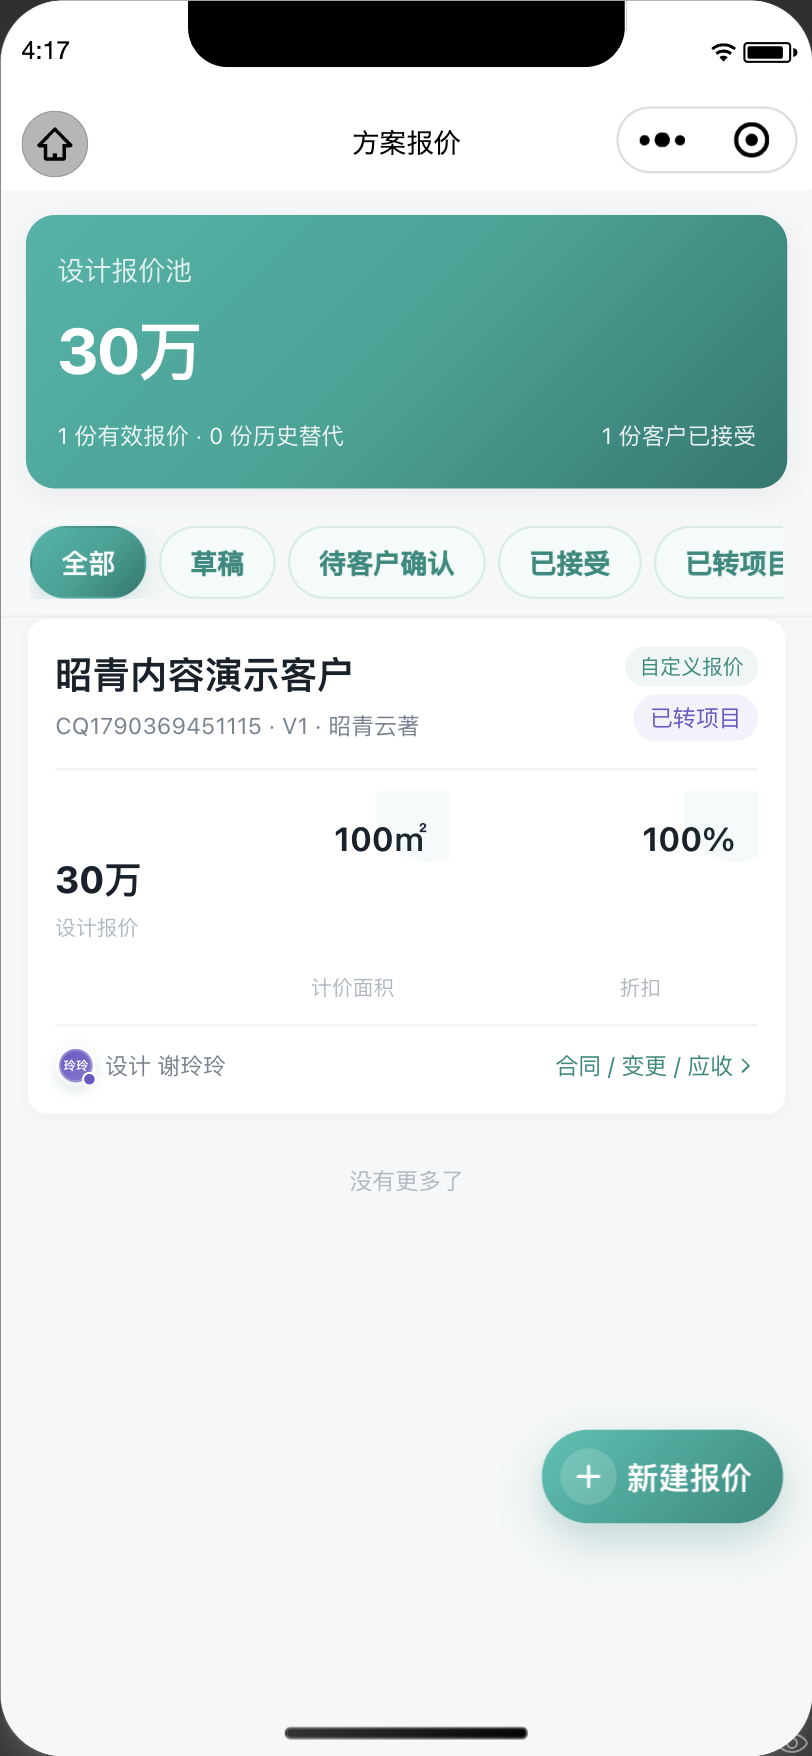 4:17
方案报价
设计报价池
30万
1 份有效报价 · 0 份历史替代
1 份客户已接受
全部
草稿
待客户确认
已接受
已转项目
昭青内容演示客户
自定义报价
CQ1790369451115 · V1 · 昭青云著
已转项目
100㎡
100%
30万
设计报价
计价面积
折扣
玲玲
设计 谢玲玲
合同 / 变更 / 应收
没有更多了
新建报价